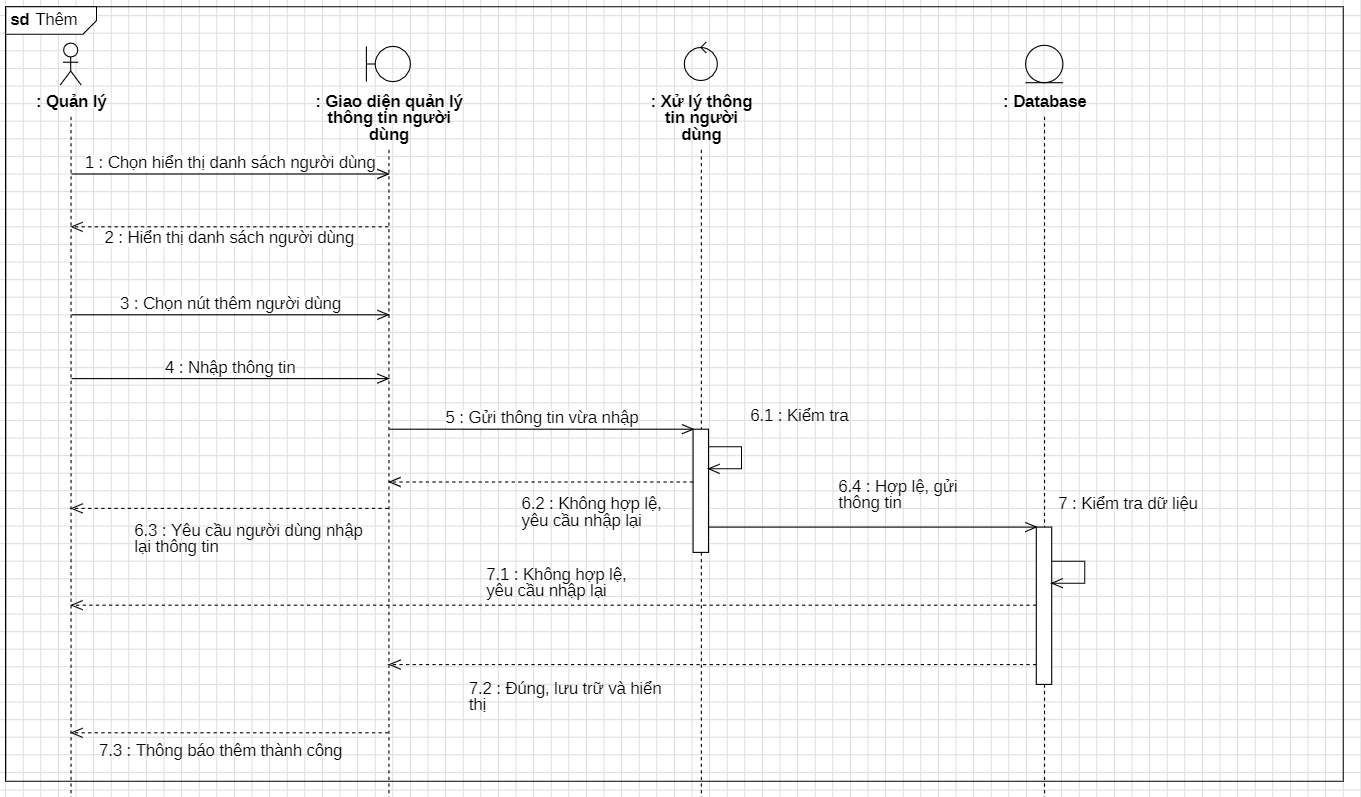 sd Thêm
: Quản lý
: Giao diện quản lý
thông tin người
dùng
: Xử lý thông
tin người
dùng
: Database
1 : Chọn hiển thị danh sách người dùng
2 : Hiển thị danh sách người dùng
3 : Chọn nút thêm người dùng
4 : Nhập thông tin
5 : Gửi thông tin vừa nhập
6.1 : Kiểm tra
6.2 : Không hợp lệ,
yêu cầu nhập lại
6.3 : Yêu cầu người dùng nhập
lại thông tin
6.4 : Hợp lệ, gửi
thông tin
7 : Kiểm tra dữ liệu
7.1 : Không hợp lệ,
yêu cầu nhập lại
7.2 : Đúng, lưu trữ và hiển
thị
7.3 : Thông báo thêm thành công